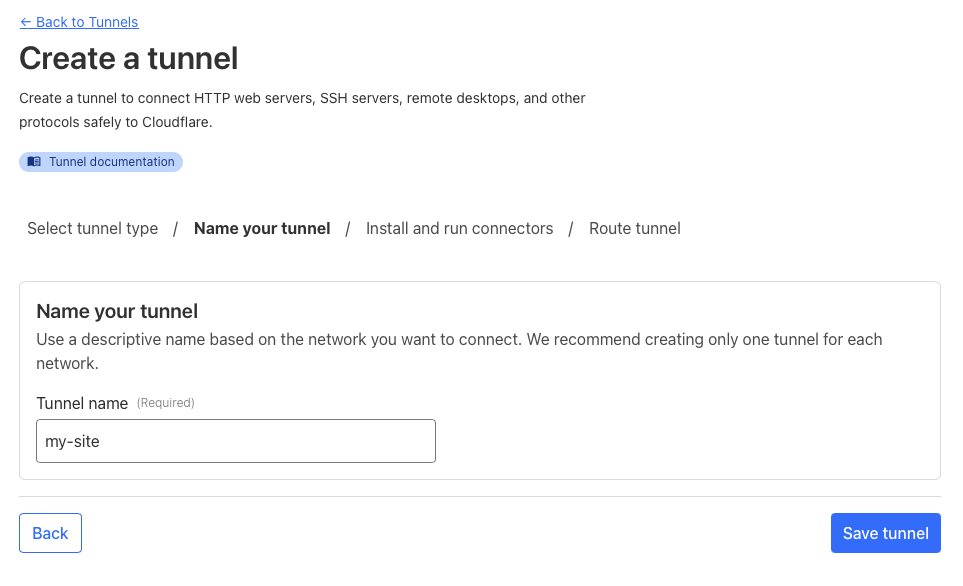 ← Back to Tunnels
Create a tunnel
Create a tunnel to connect HTTP web servers, SSH servers, remote desktops, and other
protocols safely to Cloudflare.
Tunnel documentation
Select tunnel type / Name your tunnel / Install and run connectors / Route tunnel
Name your tunnel
Use a descriptive name based on the network you want to connect. We recommend creating only one tunnel for each
network.
Tunnel name (Required)
my-site
Back Save tunnel